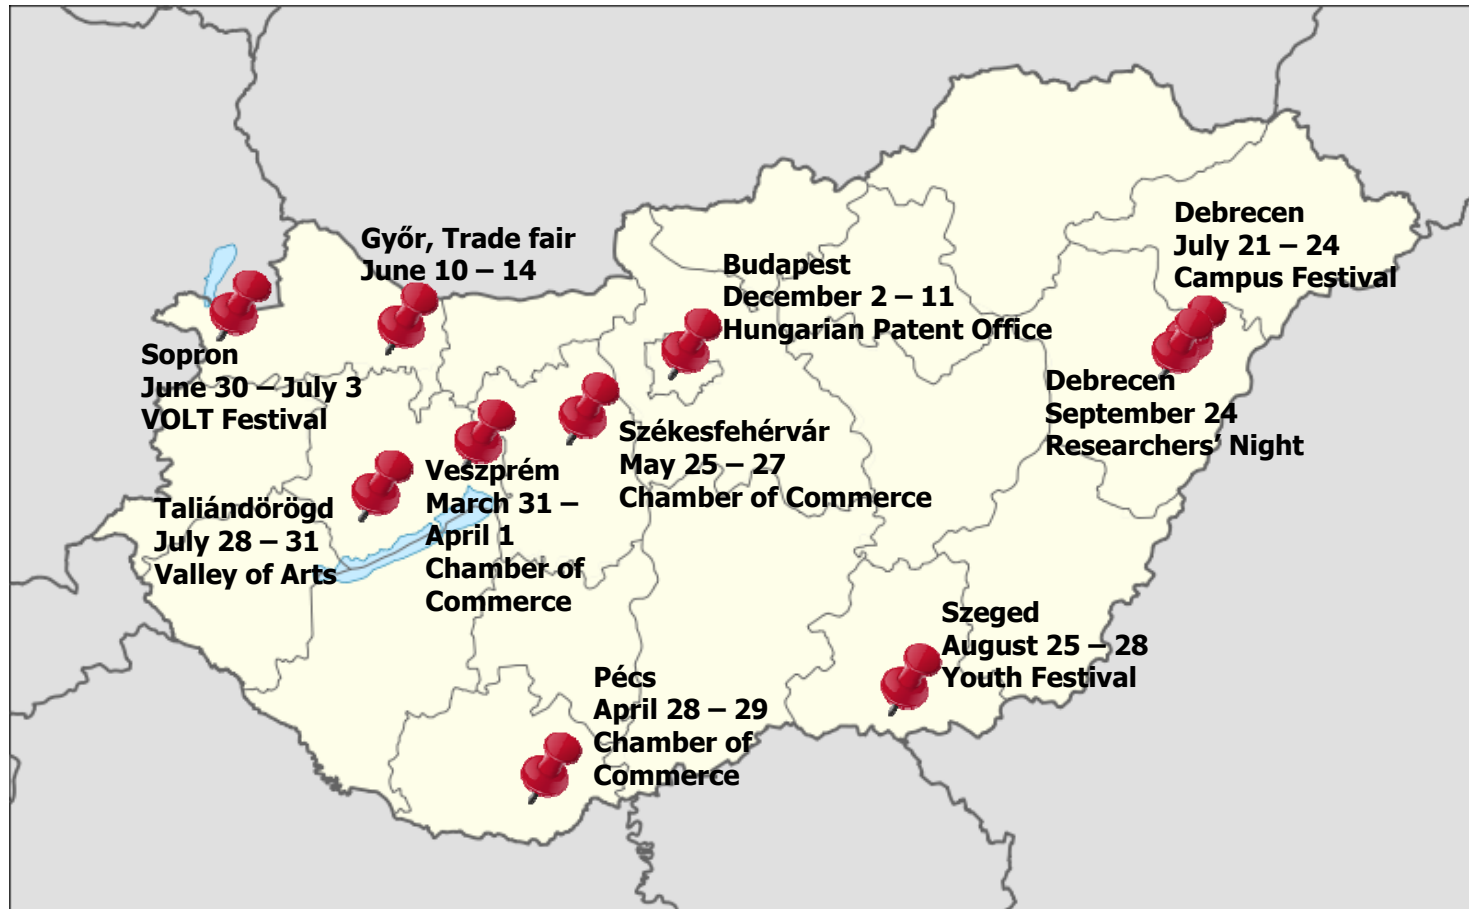 Győr, Trade fair
June 10 – 14
Sopron
June 30 – July 3
VOLT Festival
Budapest
December 2 – 11
Hungarian Patent Office
Debrecen
July 21 – 24
Campus Festival
Debrecen
September 24
Researchers' Night
Székesfehérvár
May 25 – 27
Chamber of Commerce
Veszprém
March 31 –
April 1
Chamber of
Commerce
Taliándörögd
July 28 – 31
Valley of Arts
Szeged
August 25 – 28
Youth Festival
Pécs
April 28 – 29
Chamber of
Commerce